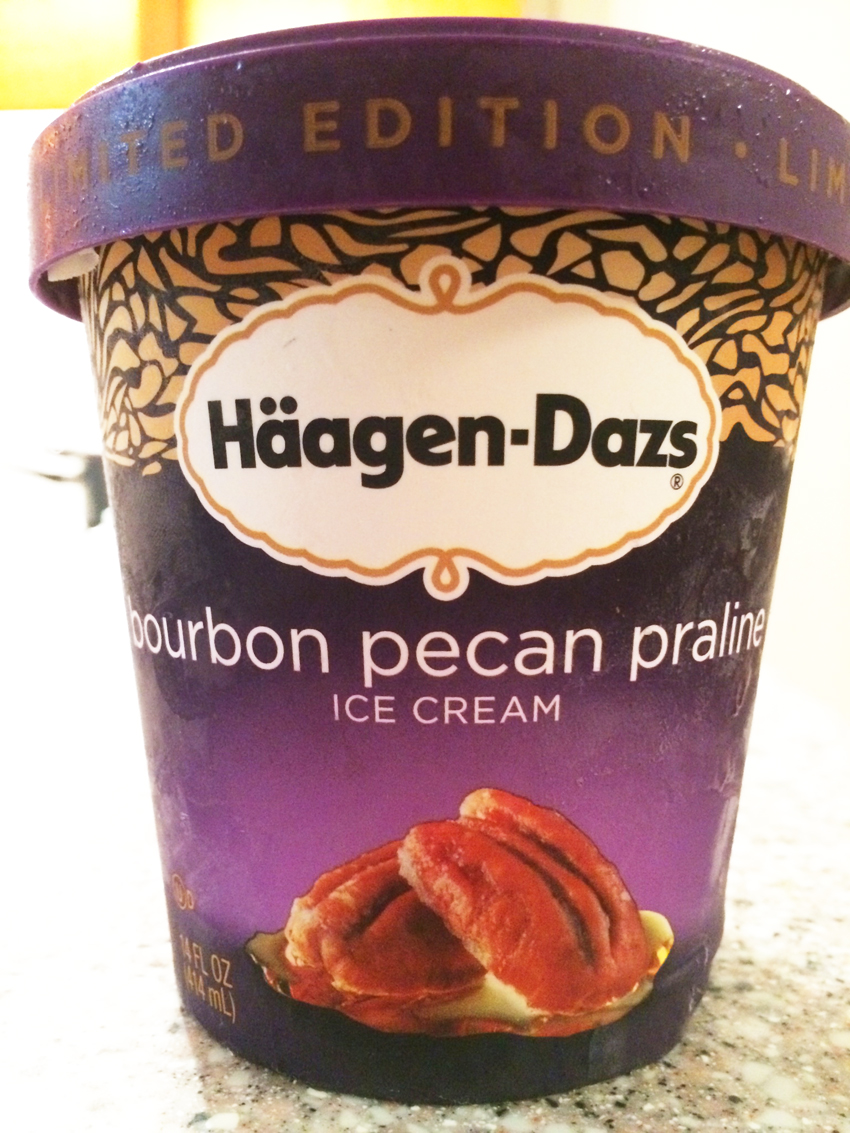 LIMITED EDITION · LIM
Häagen-Dazs
®
bourbon pecan praline
ICE CREAM
U D
14 FL OZ
(414 mL)